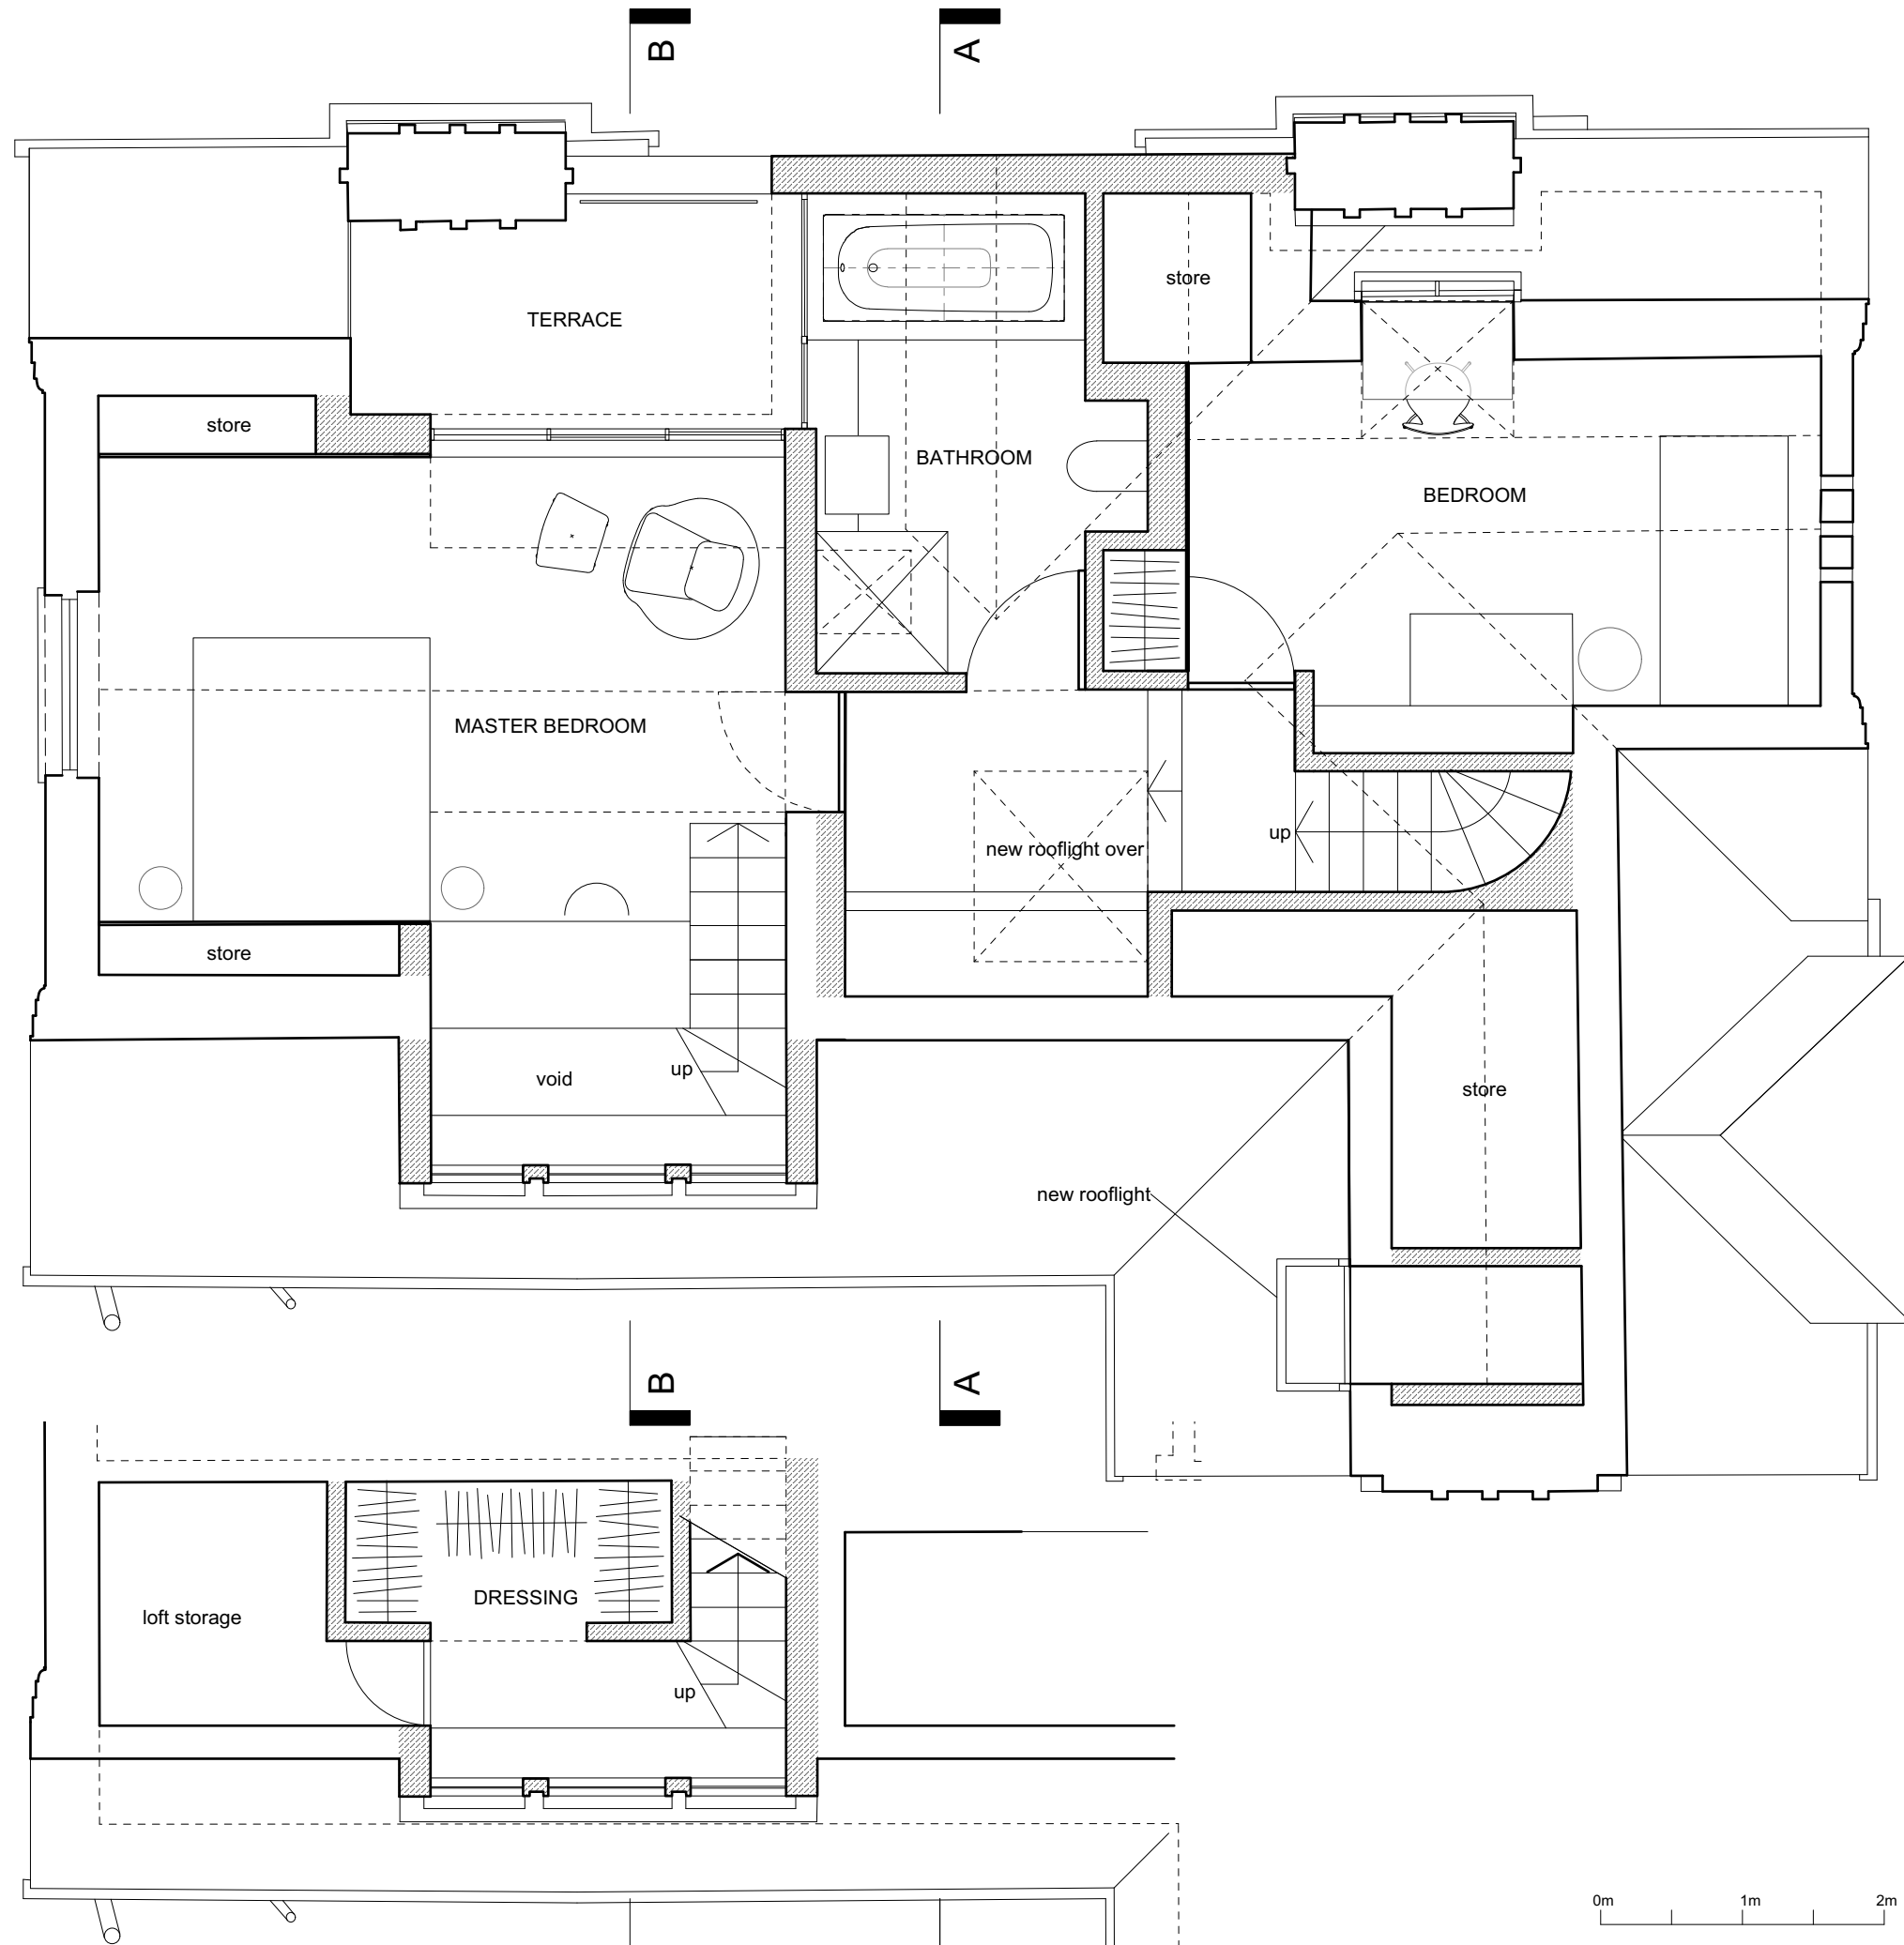 B
A
store
TERRACE
store
BATHROOM
BEDROOM
MASTER BEDROOM
up
new rooflight over
store
up
void
store
new rooflight
B
A
DRESSING
loft storage
up
0m 1m 2m